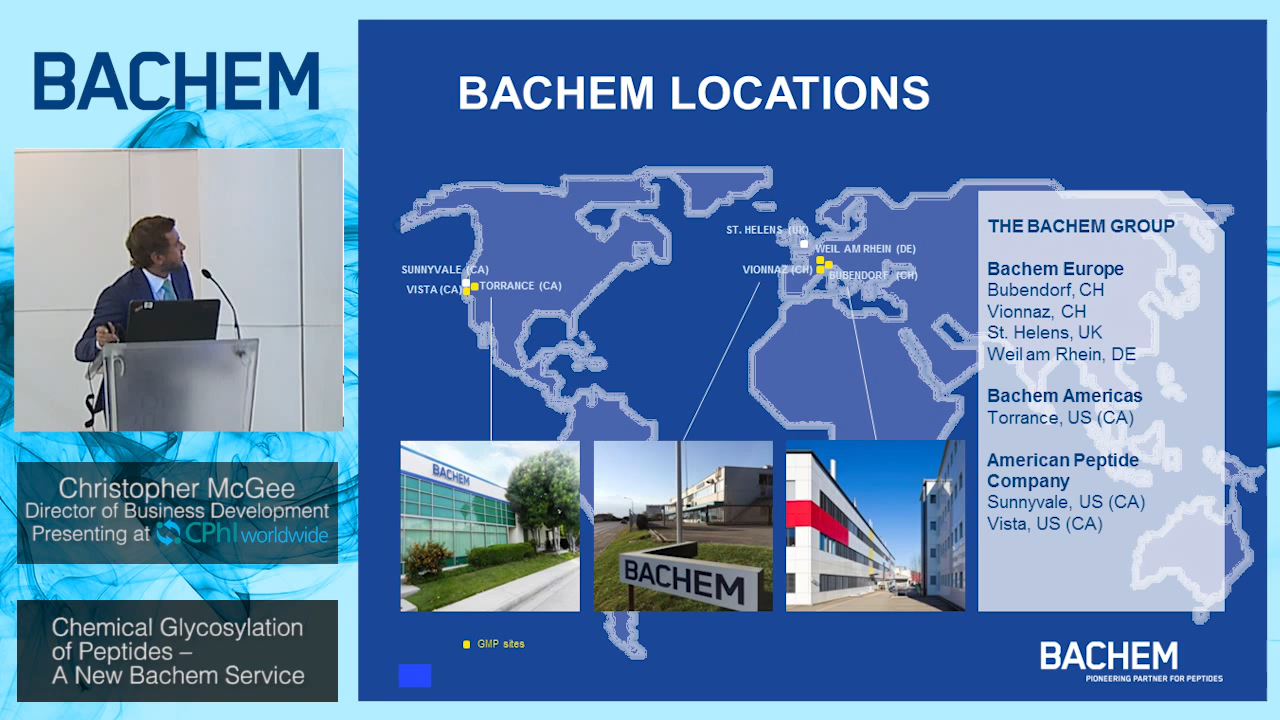 BACHEM
Christopher McGee
Director of Business Development
Presenting at CPhI worldwide
Chemical Glycosylation
of Peptides –
A New Bachem Service
BACHEM LOCATIONS
ST. HELENS (UK)
WEIL AM RHEIN (DE)
SUNNYVALE (CA)
VIONNAZ (CH)
BUBENDORF (CH)
VISTA (CA)
TORRANCE (CA)
THE BACHEM GROUP
Bachem Europe
Bubendorf, CH
Vionnaz, CH
St. Helens, UK
Weil am Rhein, DE
Bachem Americas
Torrance, US (CA)
American Peptide
Company
Sunnyvale, US (CA)
Vista, US (CA)
BACHEM
BACHEM
GMP sites
BACHEM
PIONEERING PARTNER FOR PEPTIDES